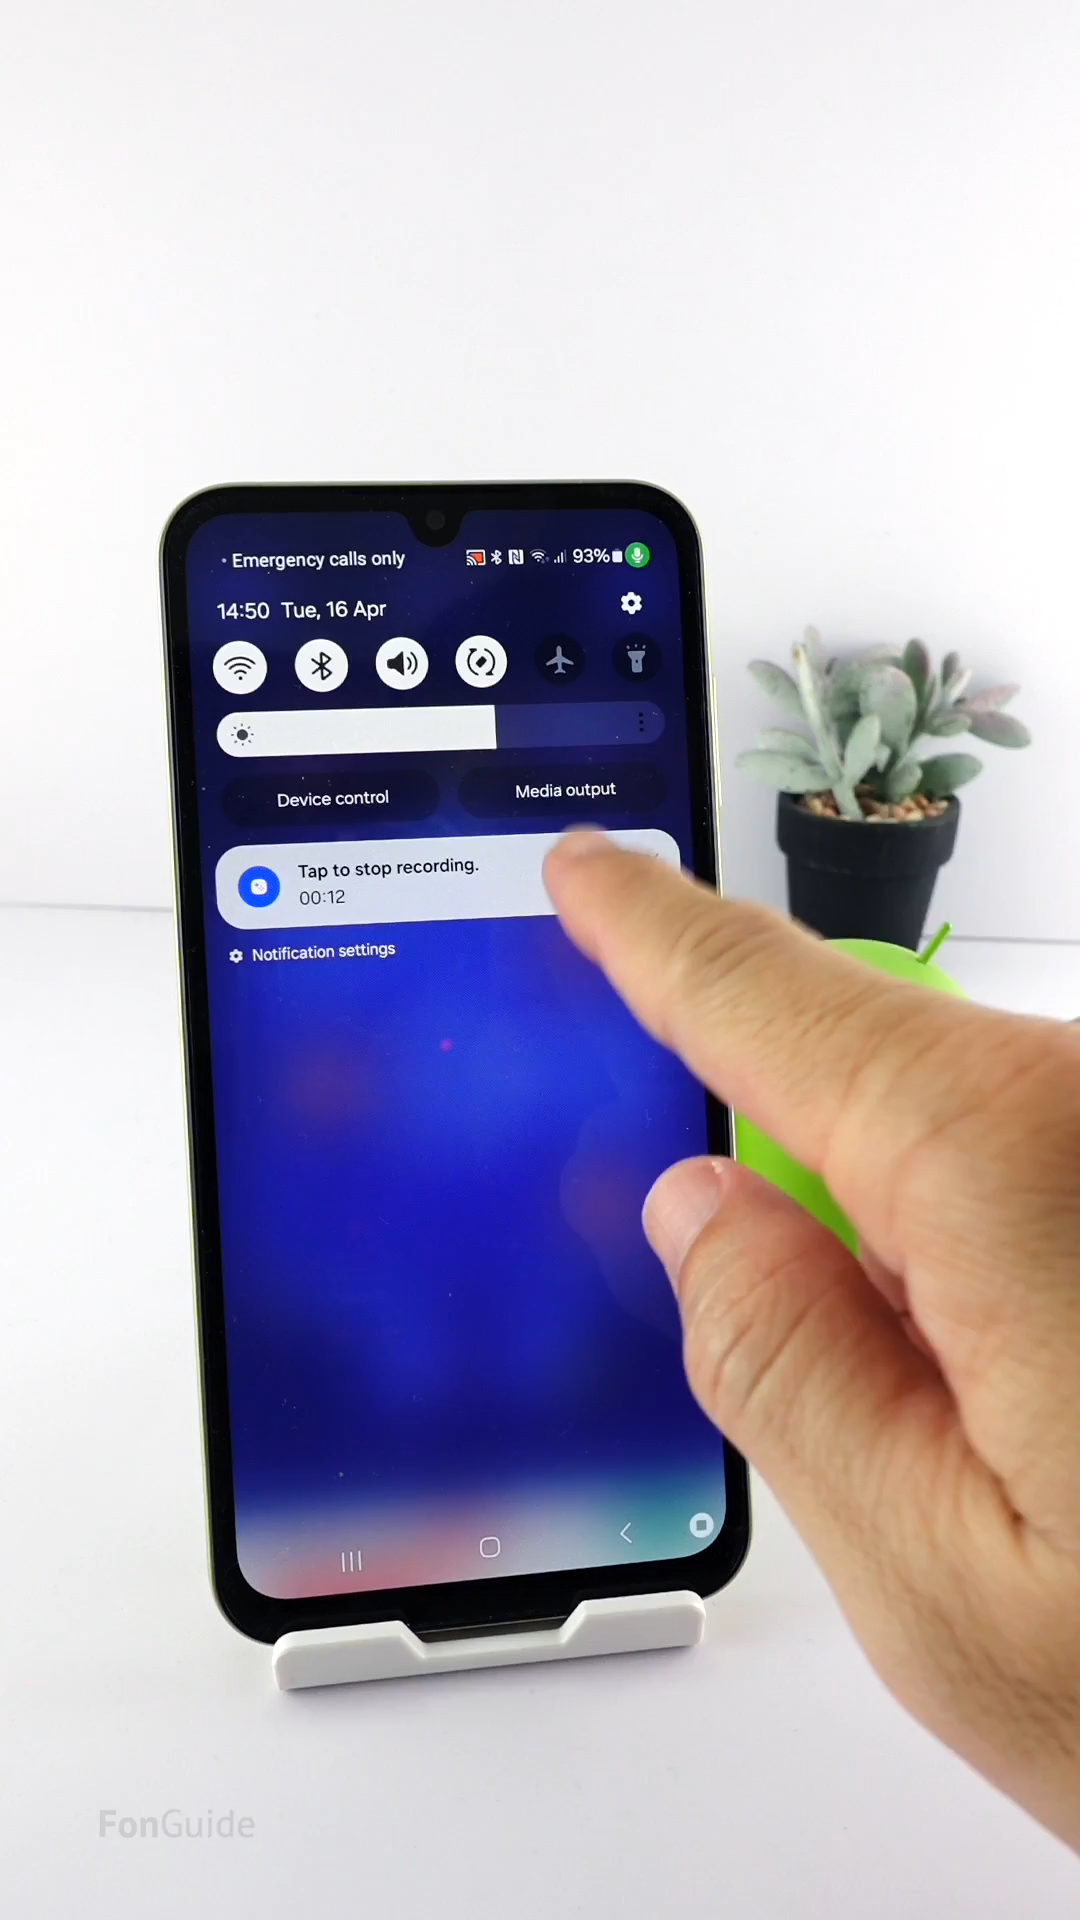 Emergency calls only
93%
14:50 Tue, 16 Apr
Device control
Media output
Tap to stop recording.
00:12
Notification settings
FonGuide